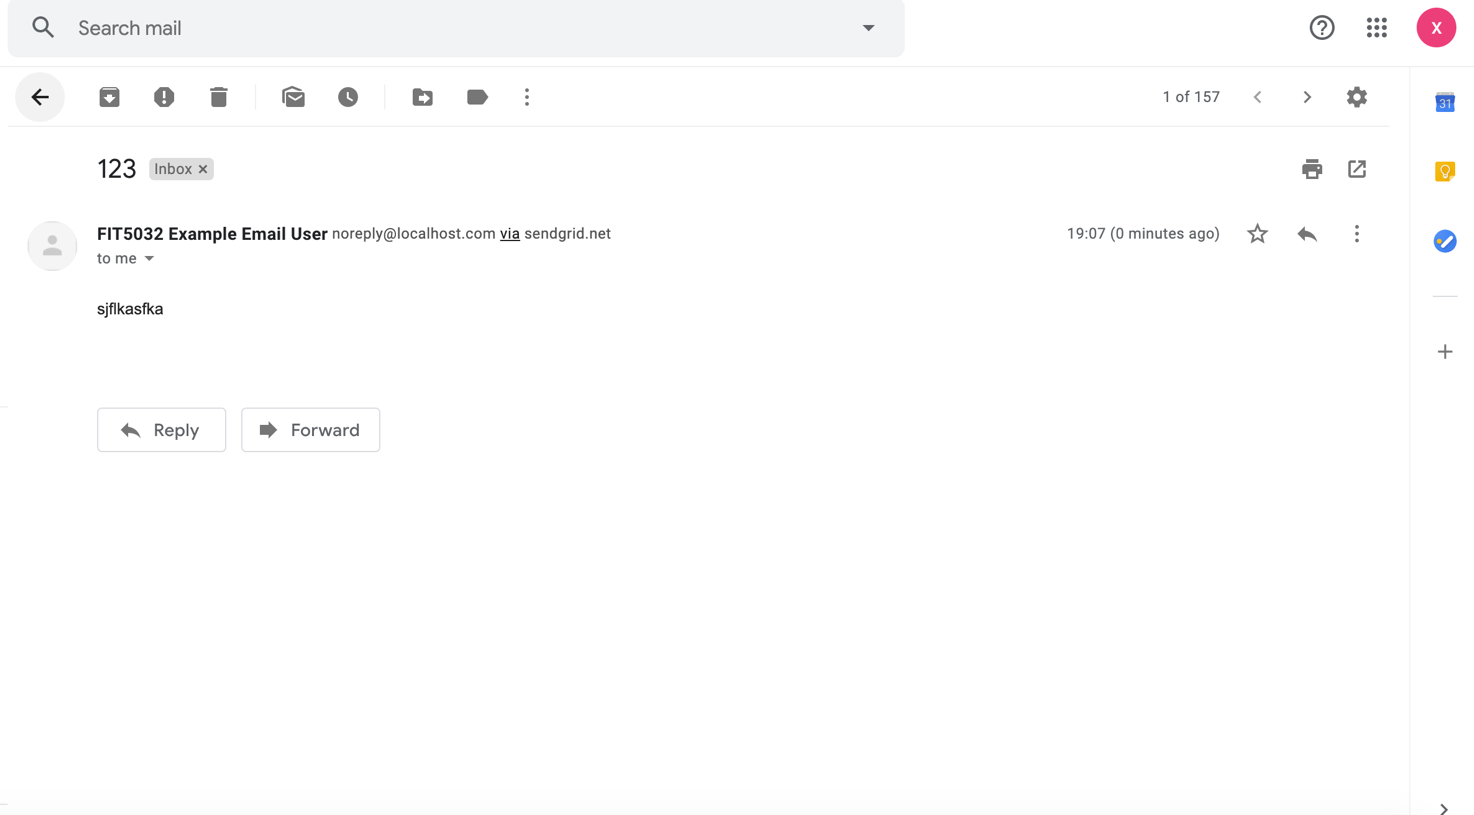 Search mail
X
1 of 157
31
123 Inbox ×
FIT5032 Example Email User noreply@localhost.com via sendgrid.net
19:07 (0 minutes ago)
to me
sjflkasfka
Reply
Forward